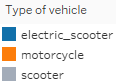 Type of vehicle
electric_scooter
motorcycle
scooter